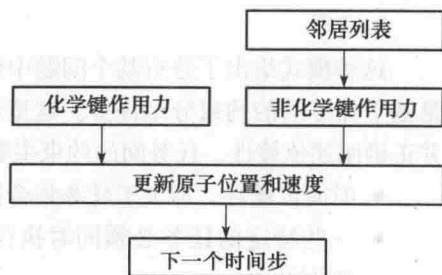 邻居列表
化学键作用力
非化学键作用力
更新原子位置和速度
下一个时间步